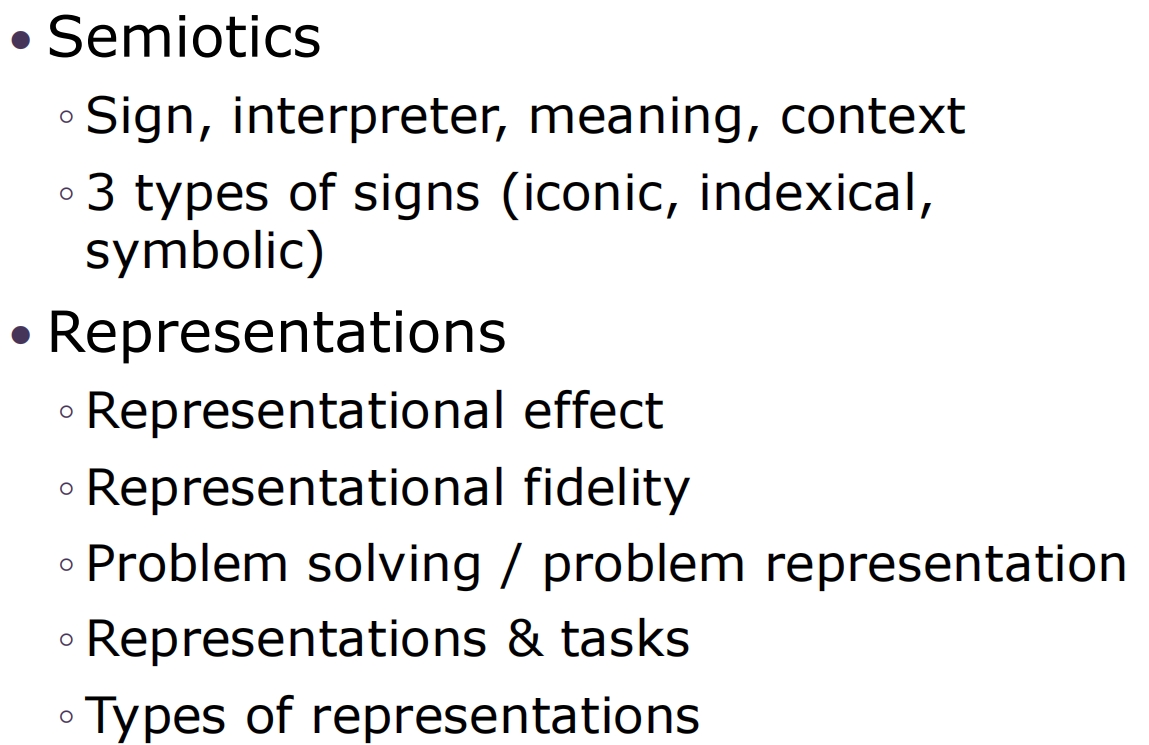 • Semiotics
◦ Sign, interpreter, meaning, context
◦ 3 types of signs (iconic, indexical,
symbolic)
• Representations
◦ Representational effect
◦ Representational fidelity
◦ Problem solving / problem representation
◦ Representations & tasks
◦ Types of representations